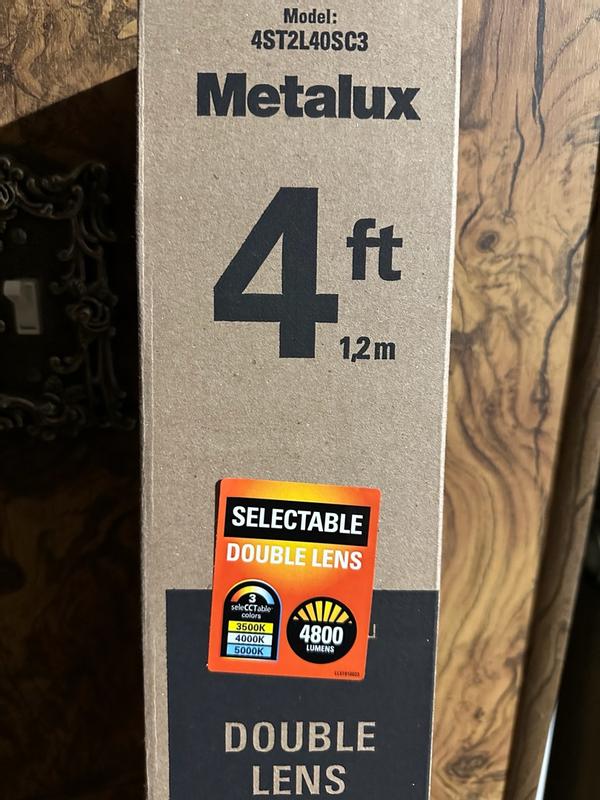 Model:
4ST2L40SC3
Metalux
4 ft
1,2 m
SELECTABLE
DOUBLE LENS
3
seleCCTable
colors
3500K
4000K
5000K
4800
LUMENS
DOUBLE
LENS